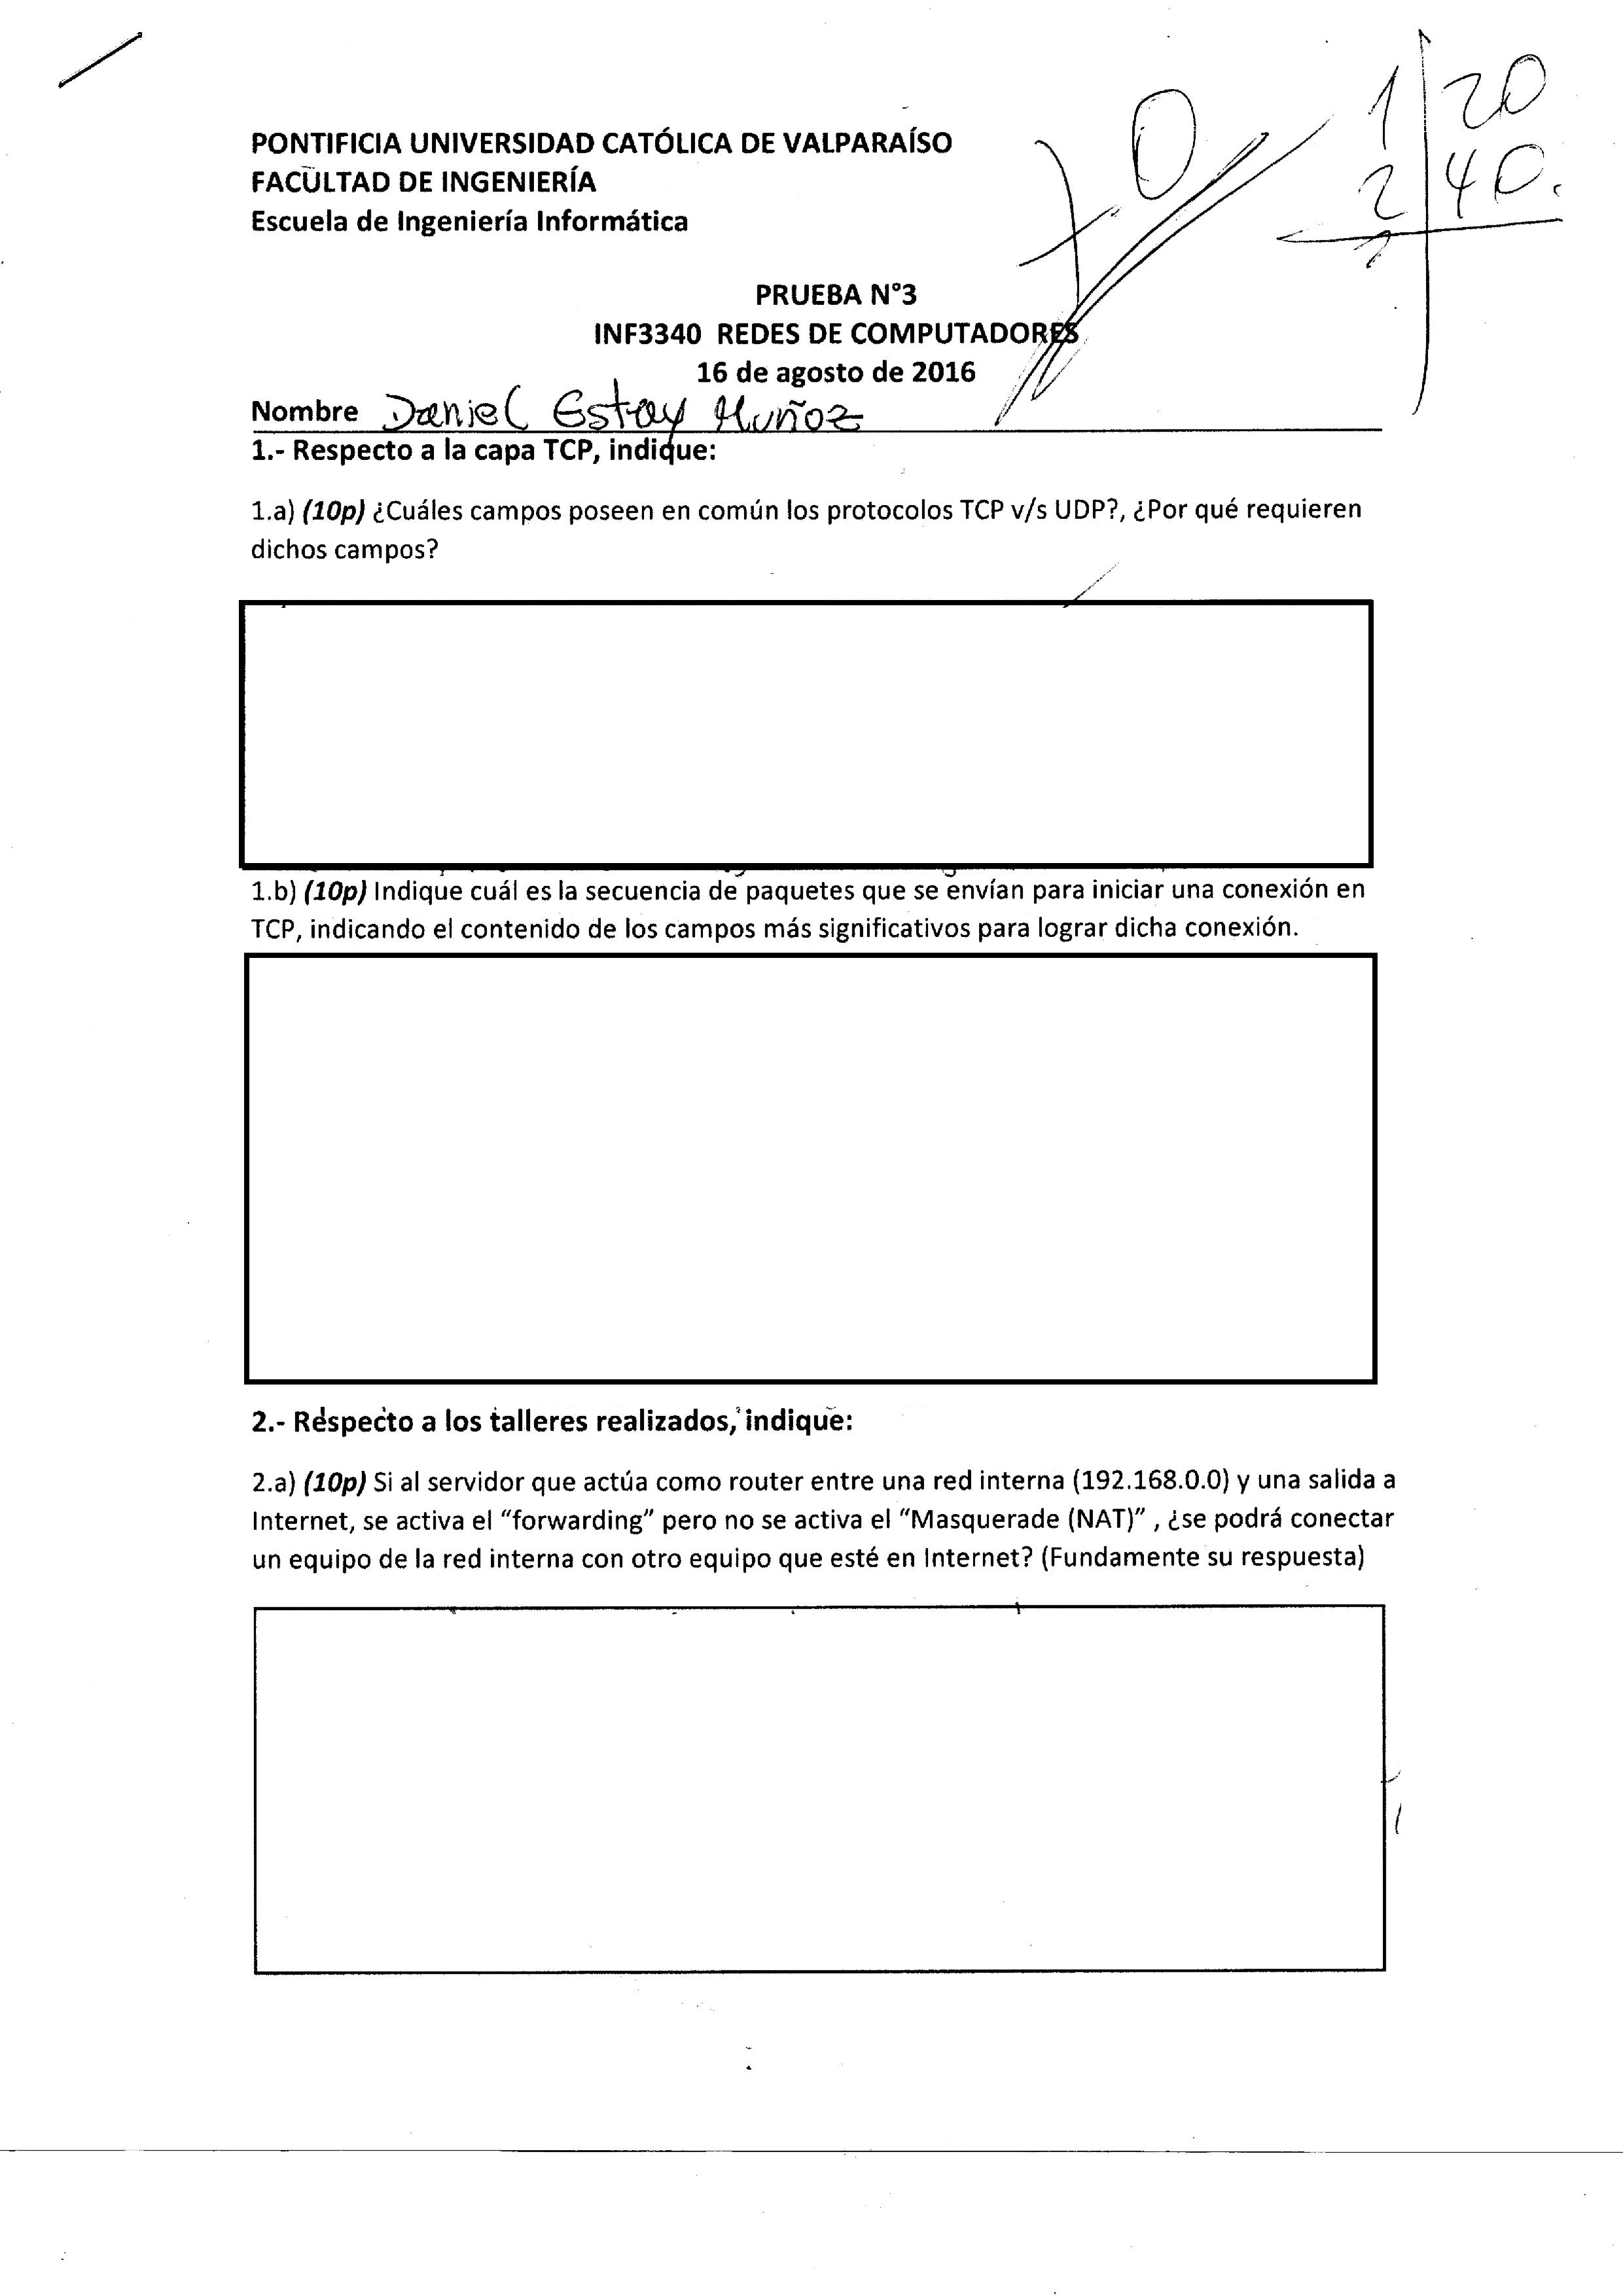 PONTIFICIA UNIVERSIDAD CATÓLICA DE VALPARAÍSO
FACULTAD DE INGENIERÍA
Escuela de Ingeniería Informática
7.0
1 20
2 40.
PRUEBA N°3
INF3340 REDES DE COMPUTADORES
16 de agosto de 2016
Nombre Daniel Estay Muñoz
1.- Respecto a la capa TCP, indique:
1.a) (10p) ¿Cuáles campos poseen en común los protocolos TCP v/s UDP?, ¿Por qué requieren
dichos campos?
1.b) (10p) Indique cuál es la secuencia de paquetes que se envían para iniciar una conexión en
TCP, indicando el contenido de los campos más significativos para lograr dicha conexión.
2.- Respecto a los talleres realizados, indique:
2.a) (10p) Si al servidor que actúa como router entre una red interna (192.168.0.0) y una salida a
Internet, se activa el “forwarding” pero no se activa el “Masquerade (NAT)” , ¿se podrá conectar
un equipo de la red interna con otro equipo que esté en Internet? (Fundamente su respuesta)